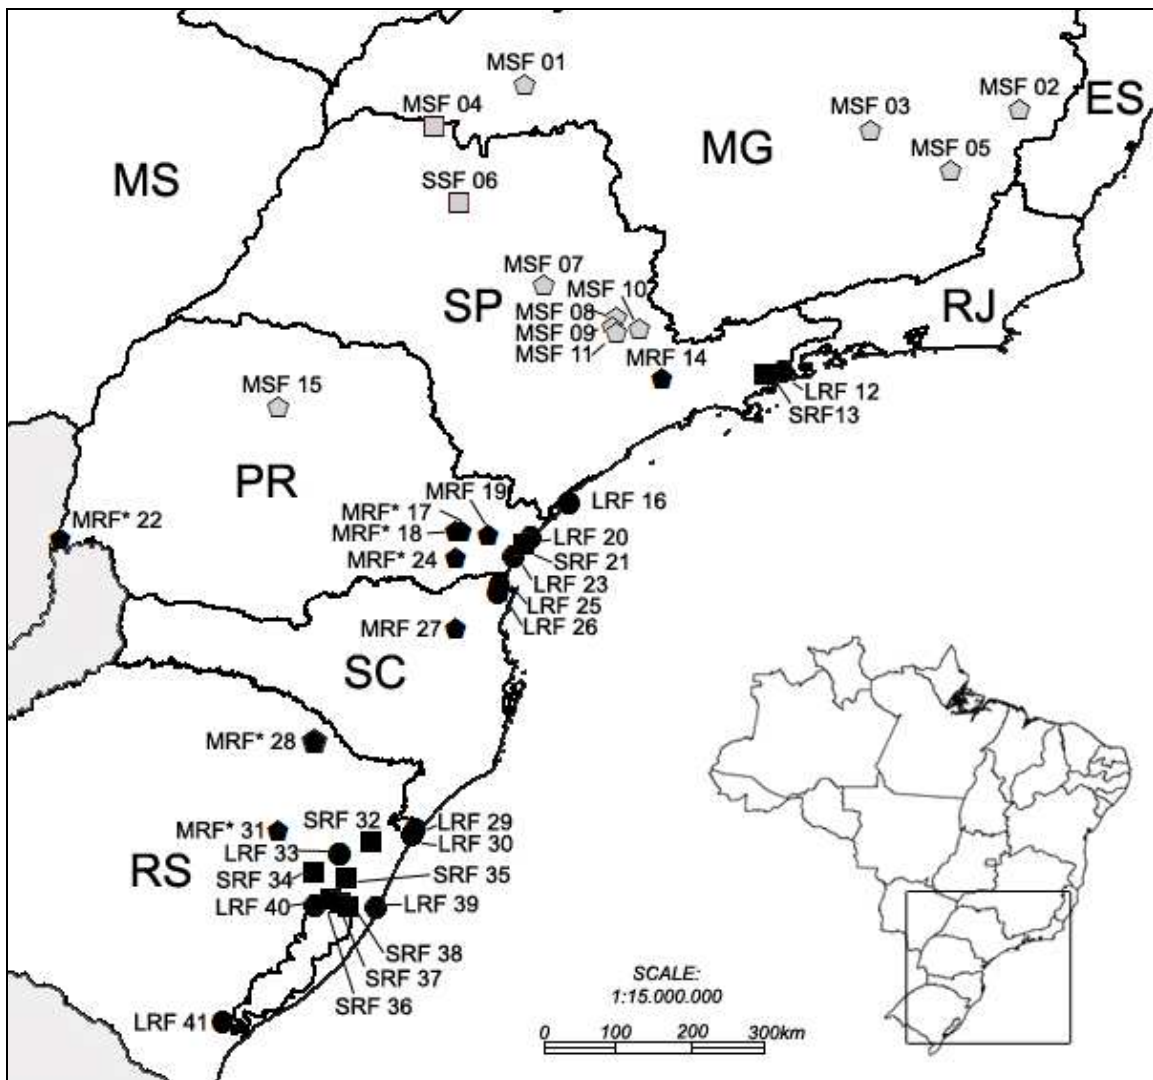 MSF 01
MSF 02
ES
MSF 04
MSF 03
MG
MSF 05
MS
SSF 06
MSF 07
MSF 10
SP
RJ
MSF 08
MSF 09
MSF 11
MRF 14
MSF 15
LRF 12
SRF13
PR
MRF 19
LRF 16
MRF* 17
MRF* 22
MRF* 18
LRF 20
MRF* 24
SRF 21
LRF 23
LRF 25
LRF 26
MRF 27
SC
MRF* 28
SRF 32
LRF 29
MRF* 31
LRF 30
LRF 33
RS
SRF 34
SRF 35
LRF 40
LRF 39
SRF 38
SRF 37
SRF 36
LRF 41
SCALE:
1:15.000.000
0 100 200 300km